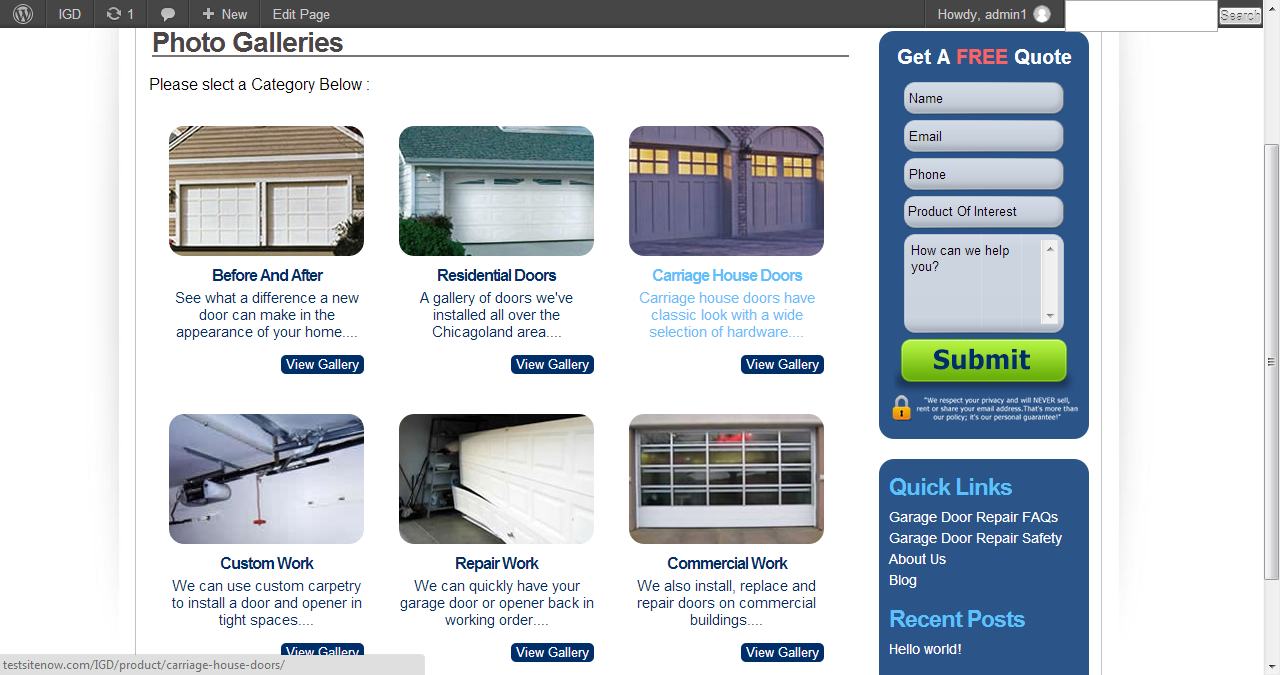 IGD
1
New
Edit Page
Howdy, admin1
Search
Photo Galleries
Please slect a Category Below :
Before And After
See what a difference a new
door can make in the
appearance of your home....
View Gallery
Residential Doors
A gallery of doors we've
installed all over the
Chicagoland area....
View Gallery
Carriage House Doors
Carriage house doors have
classic look with a wide
selection of hardware....
View Gallery
Custom Work
We can use custom carpetry
to install a door and opener in
tight spaces....
View Gallery
Repair Work
We can quickly have your
garage door or opener back in
working order....
View Gallery
Commercial Work
We also install, replace and
repair doors on commercial
buildings....
View Gallery
Get A FREE Quote
Name
Email
Phone
Product Of Interest
How can we help
you?
Submit
"We respect your privacy and will NEVER sell,
rent or share your email address.That's more than
our policy; it's our personal guarantee!"
Quick Links
Garage Door Repair FAQs
Garage Door Repair Safety
About Us
Blog
Recent Posts
Hello world!
testsitenow.com/IGD/product/carriage-house-doors/